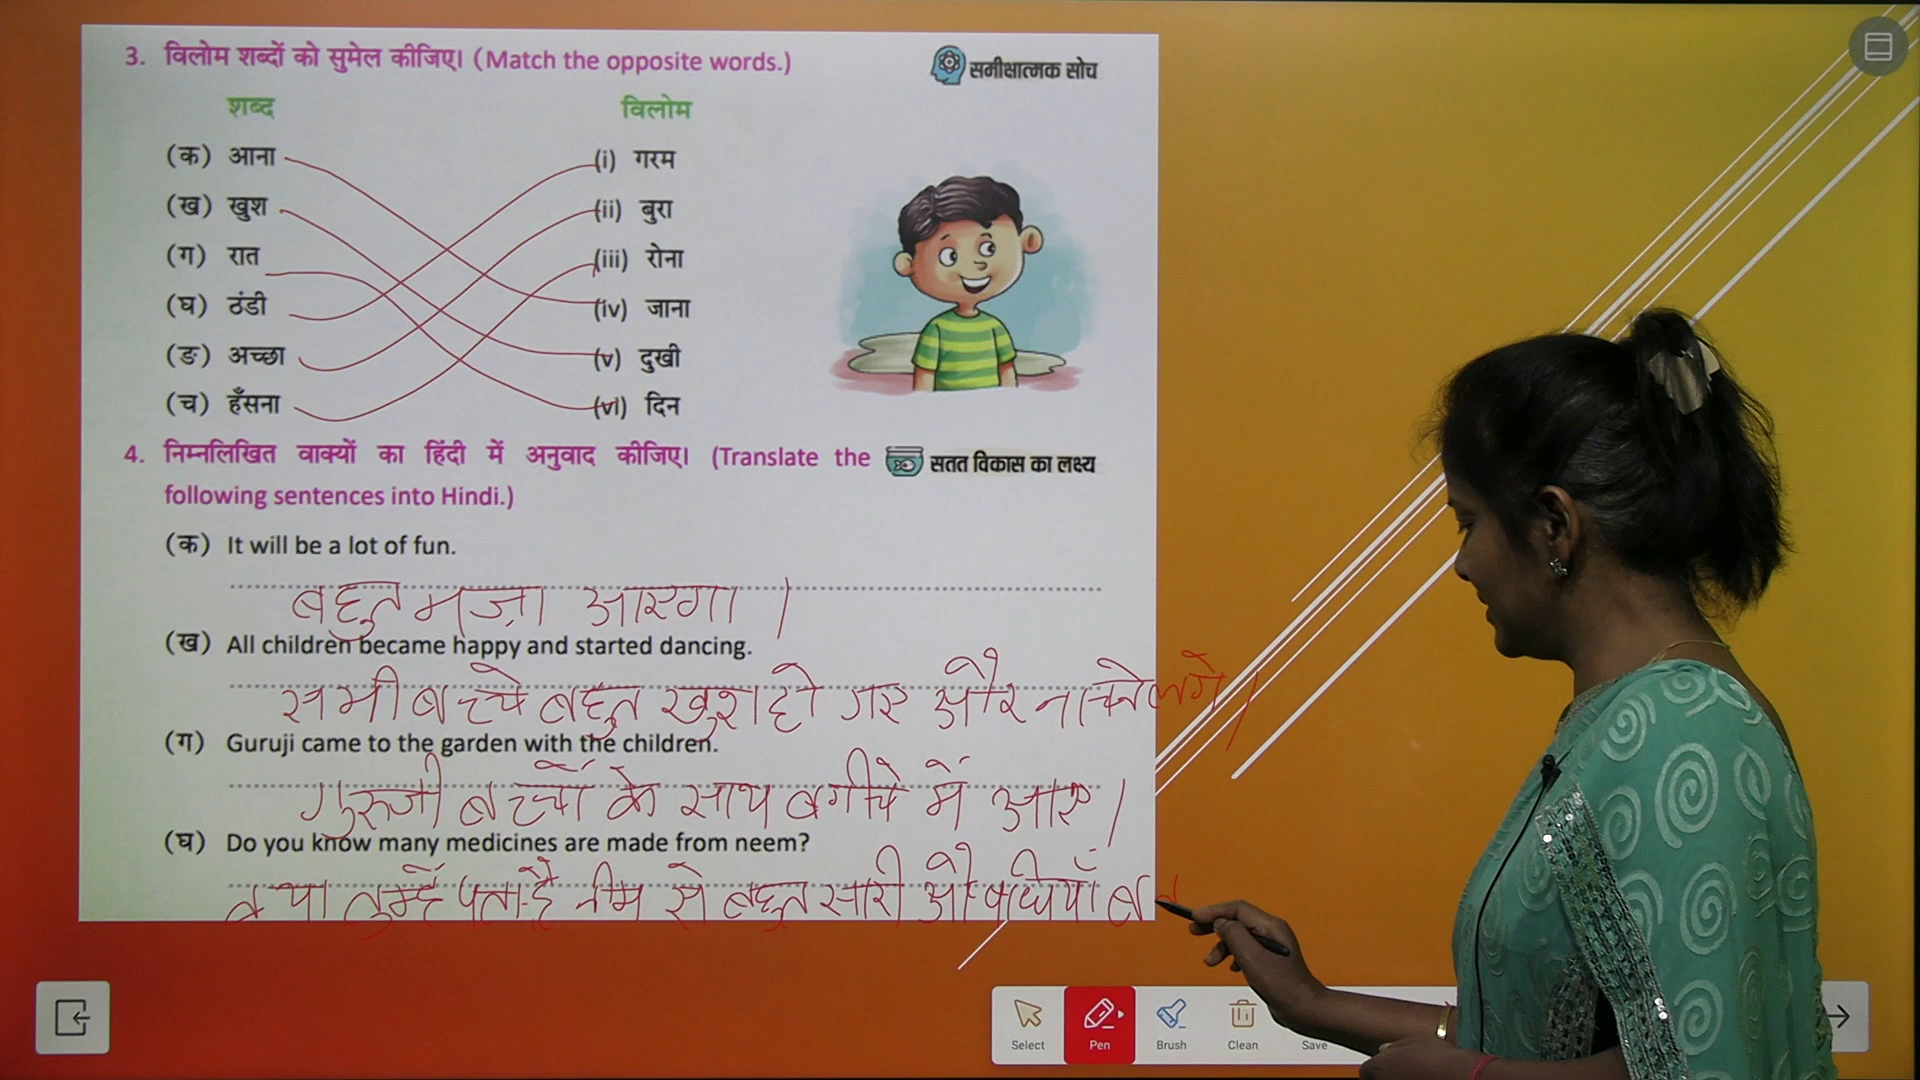 3. विलोम शब्दों को सुमेल कीजिए। (Match the opposite words.) समीक्षात्मक सोच
शब्द विलोम
(क) आना (i) गरम
(ख) खुश (ii) बुरा
(ग) रात (iii) रोना
(घ) ठंडी (iv) जाना
(ङ) अच्छा (v) दुखी
(च) हँसना (vi) दिन
4. निम्नलिखित वाक्यों का हिंदी में अनुवाद कीजिए। (Translate the सतत विकास का लक्ष्य
following sentences into Hindi.)
(क) It will be a lot of fun.
बहुत मज़ा आएगा।
(ख) All children became happy and started dancing.
सभी बच्चे बहुत खुश हो गए और नाचने लगे।
(ग) Guruji came to the garden with the children.
गुरुजी बच्चों के साथ बगीचे में आए।
(घ) Do you know many medicines are made from neem?
क्या तुम्हें पता है नीम से बहुत सारी औषधियाँ
Select Pen Brush Clean Save